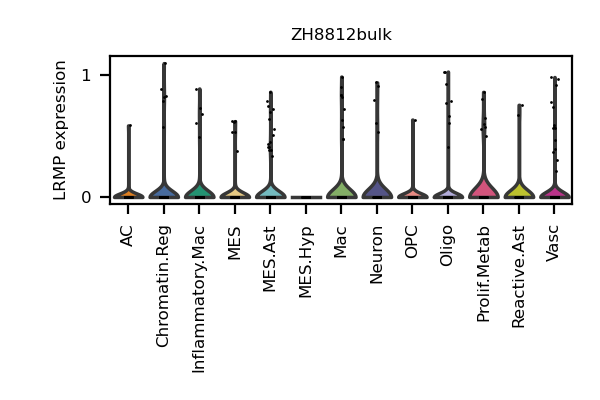 ZH8812bulk
LRMP expression
1
0
AC
Chromatin.Reg
Inflammatory.Mac
MES
MES.Ast
MES.Hyp
Mac
Neuron
OPC
Oligo
Prolif.Metab
Reactive.Ast
Vasc